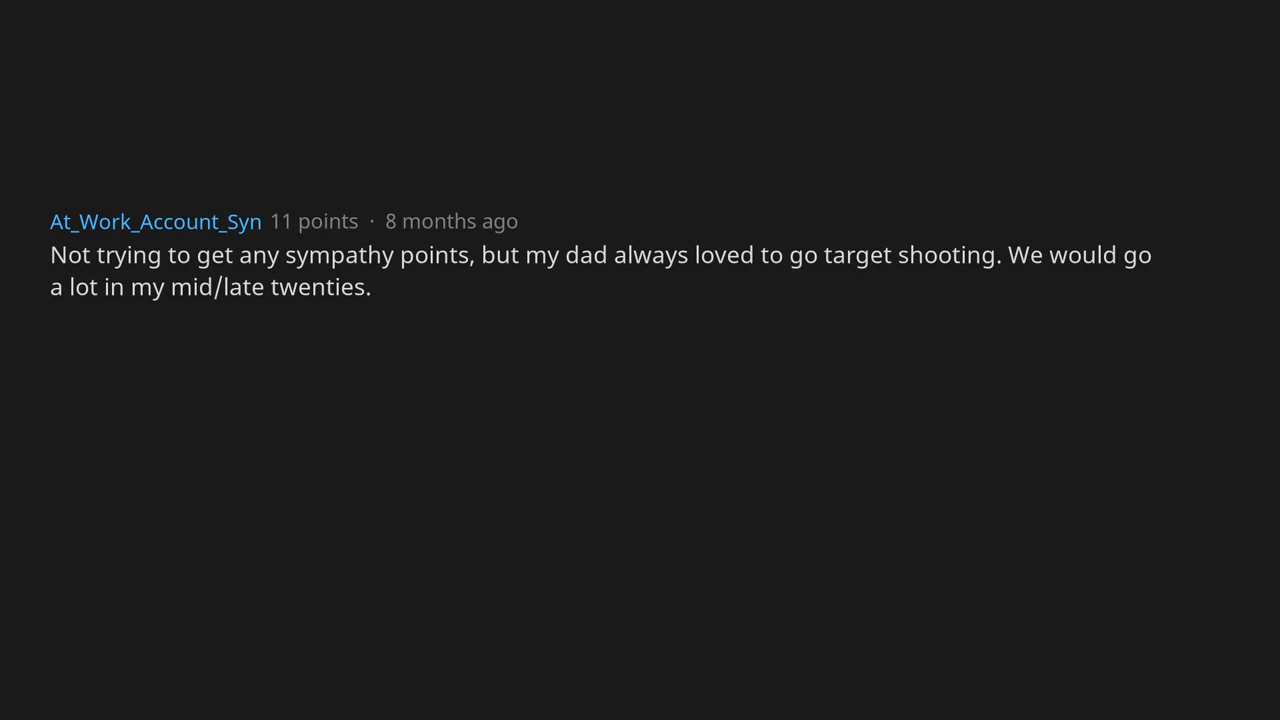 At_Work_Account_Syn 11 points · 8 months ago
Not trying to get any sympathy points, but my dad always loved to go target shooting. We would go
a lot in my mid/late twenties.